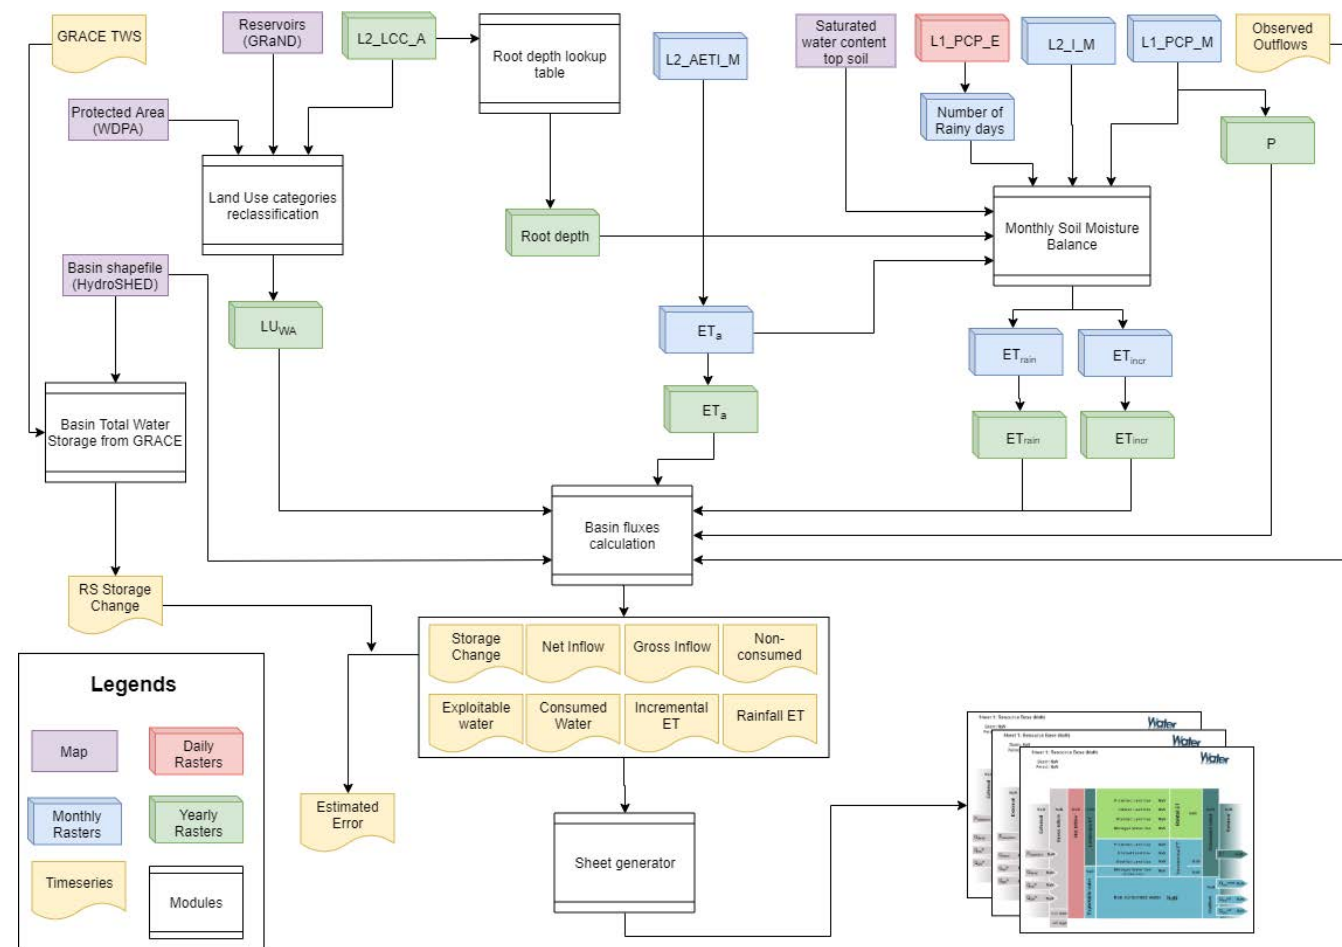 GRACE TWS
Reservoirs
(GRaND)
L2_LCC_A
Root depth lookup
table
L2_AETI_M
Saturated
water content
top soil
L1_PCP_E
L2_I_M
L1_PCP_M
Observed
Outflows
Protected Area
(WDPA)
Number of
Rainy days
P
Land Use categories
reclassification
Root depth
Monthly Soil Moisture
Balance
Basin shapefile
(HydroSHED)
LUWA
ETa
ETrain
ETincr
ETa
ETrain
ETincr
Basin Total Water
Storage from GRACE
Basin fluxes
calculation
RS Storage
Change
Storage
Change
Net Inflow
Gross Inflow
Non-
consumed
Exploitable
water
Consumed
Water
Incremental
ET
Rainfall ET
Legends
Map
Daily
Rasters
Monthly
Rasters
Yearly
Rasters
Timeseries
Modules
Estimated
Error
Sheet generator
Water
Water
Water